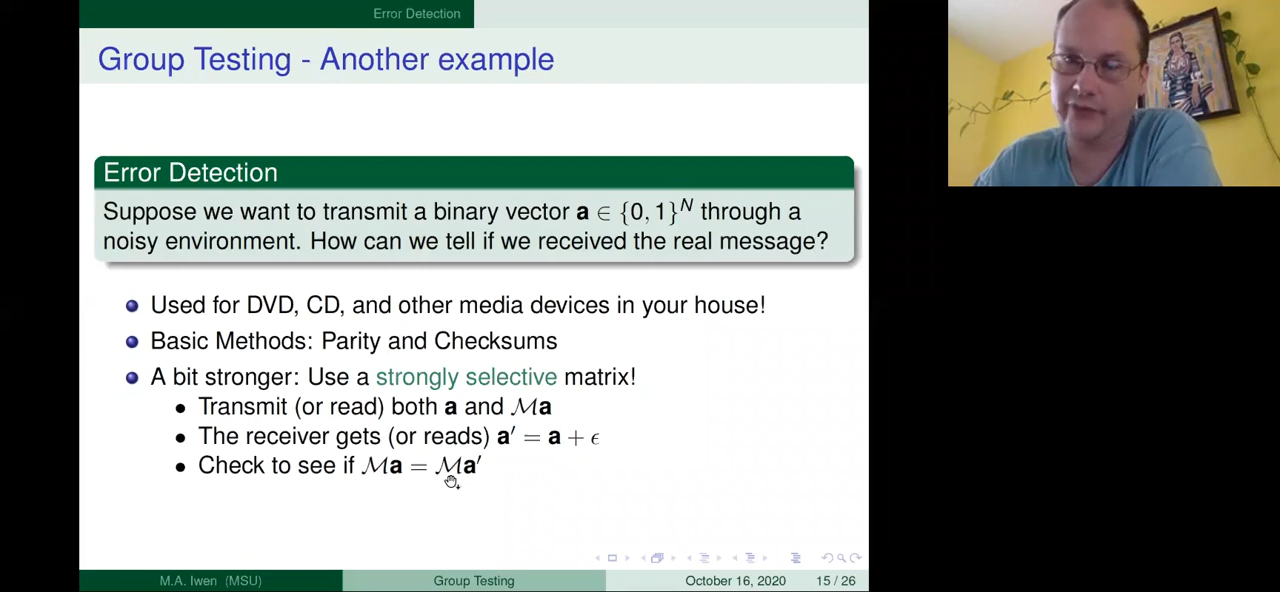 Error Detection
Group Testing - Another example
Error Detection
Suppose we want to transmit a binary vector a ∈ {0, 1}^N through a
noisy environment. How can we tell if we received the real message?
Used for DVD, CD, and other media devices in your house!
Basic Methods: Parity and Checksums
A bit stronger: Use a strongly selective matrix!
Transmit (or read) both a and ℳa
The receiver gets (or reads) a′ = a + ϵ
Check to see if ℳa = ℳa′
M.A. Iwen (MSU) Group Testing October 16, 2020 15 / 26